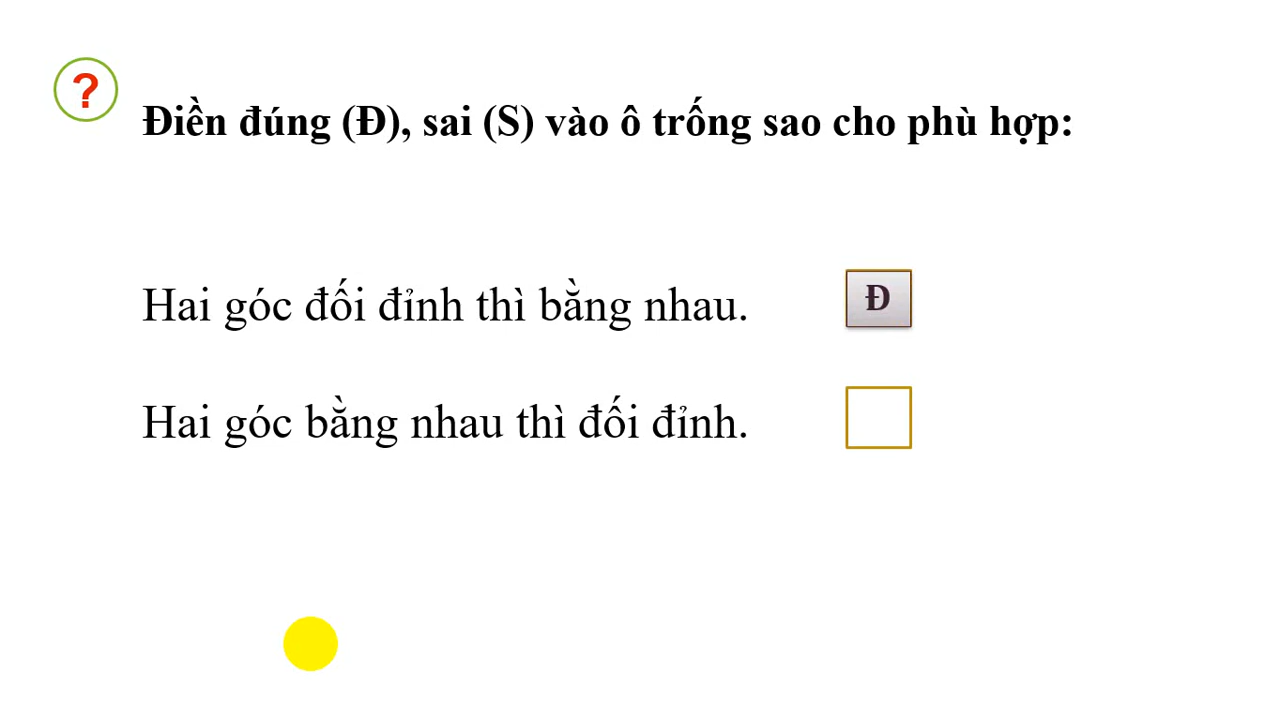 ?
Điền đúng (Đ), sai (S) vào ô trống sao cho phù hợp:
Hai góc đối đỉnh thì bằng nhau. Đ
Hai góc bằng nhau thì đối đỉnh.